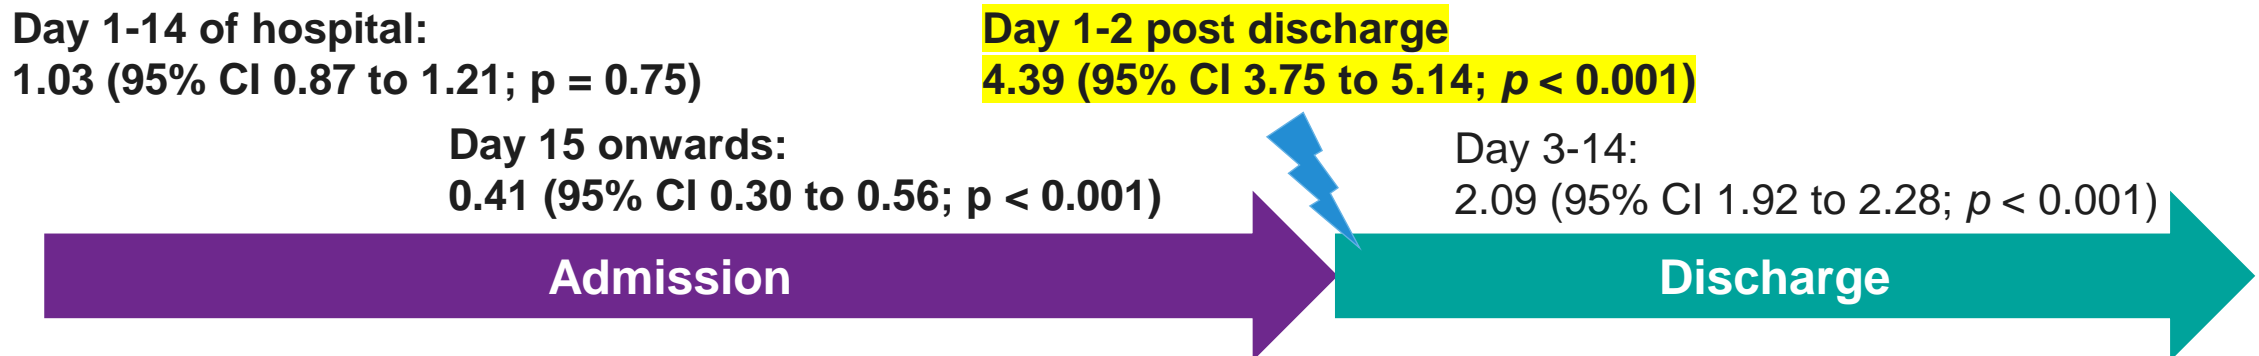 Day 1-14 of hospital:
1.03 (95% CI 0.87 to 1.21; p = 0.75)
Day 15 onwards:
0.41 (95% CI 0.30 to 0.56; p < 0.001)
Day 1-2 post discharge
4.39 (95% CI 3.75 to 5.14; p < 0.001)
Day 3-14:
2.09 (95% CI 1.92 to 2.28; p < 0.001)
Admission
Discharge